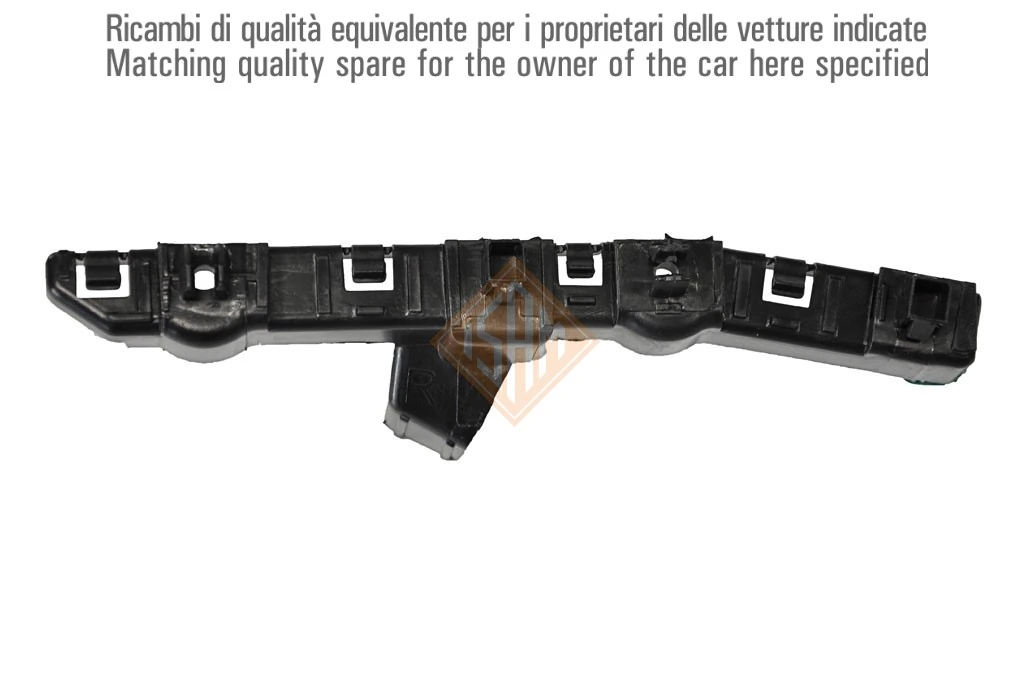 Ricambi di qualità equivalente per i proprietari delle vetture indicate
Matching quality spare for the owner of the car here specified
R